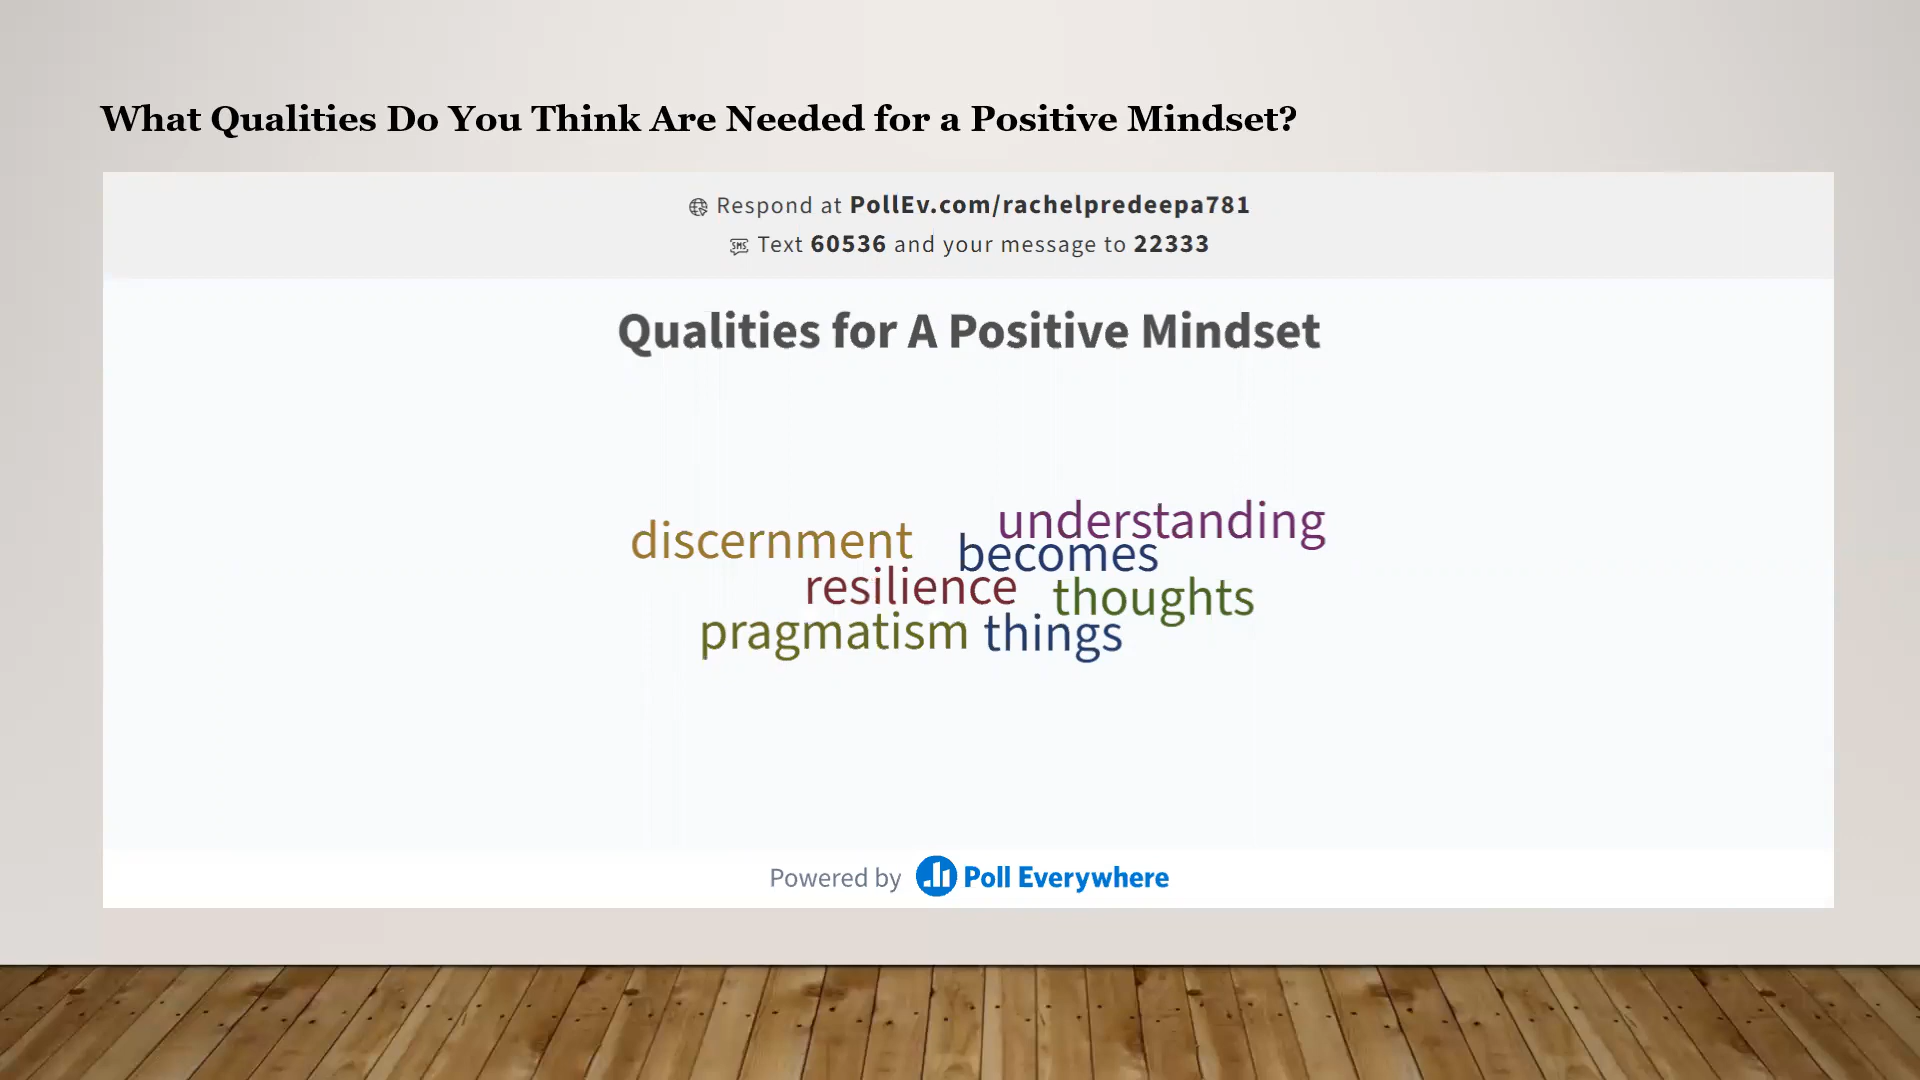 What Qualities Do You Think Are Needed for a Positive Mindset?
Respond at PollEv.com/rachelpredeepa781
SMS Text 60536 and your message to 22333
Qualities for A Positive Mindset
understanding
discernment
becomes
resilience
thoughts
pragmatism
things
Powered by Poll Everywhere